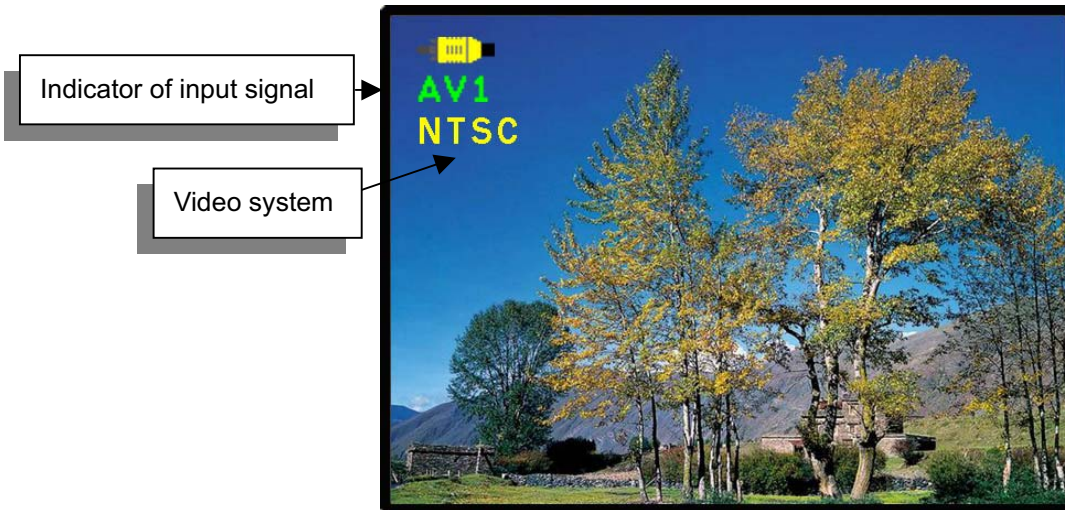 Indicator of input signal
AV1
NTSC
Video system